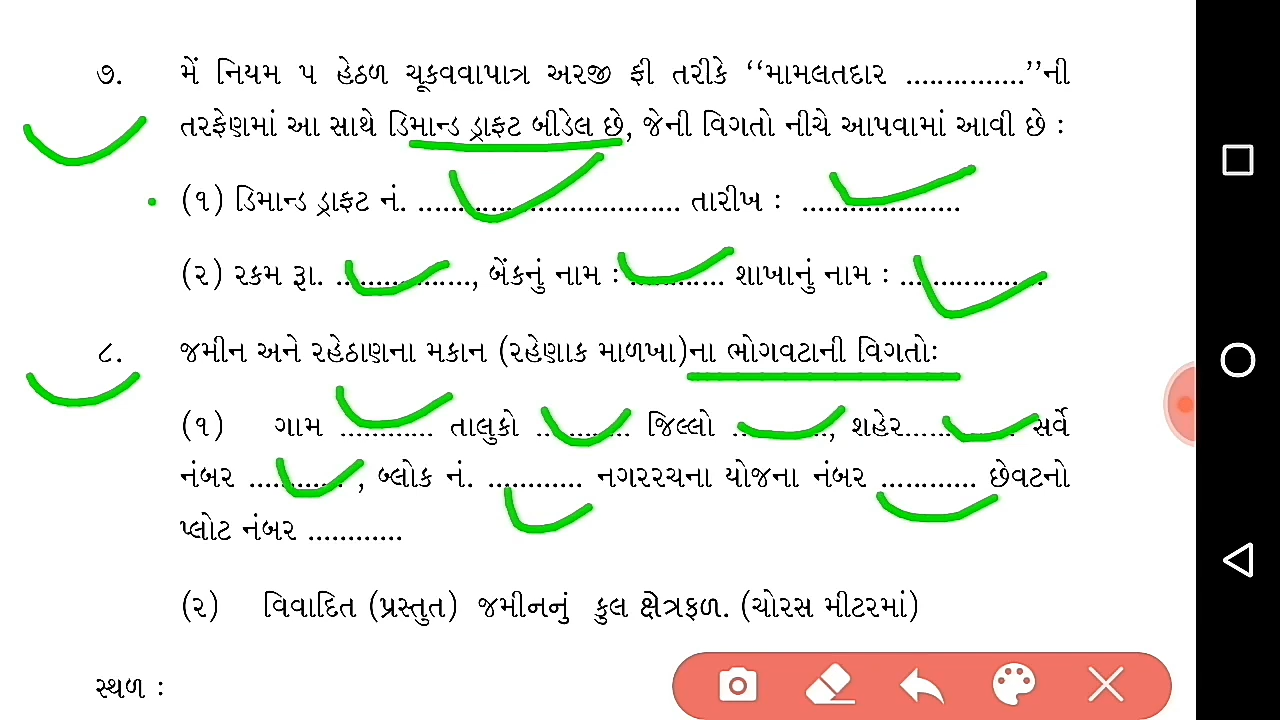 ૭. મેં નિયમ ૫ હેઠળ ચૂકવવાપાત્ર અરજી ફી તરીકે ‘‘મામલતદાર ...............’’ની
તરફેણમાં આ સાથે ડિમાન્ડ ડ્રાફ્ટ બીડેલ છે, જેની વિગતો નીચે આપવામાં આવી છે :
(૧) ડિમાન્ડ ડ્રાફ્ટ નં. ................................. તારીખ : ....................
(૨) રકમ રૂા. ................., બેંકનું નામ : ............ શાખાનું નામ : ..................
૮. જમીન અને રહેઠાણના મકાન (રહેણાક માળખા)ના ભોગવટાની વિગતોઃ
(૧) ગામ ............ તાલુકો ............ જિલ્લો ............, શહેર.............. સર્વે
નંબર ............, બ્લોક નં. ............ નગરરચના યોજના નંબર ............ છેવટનો
પ્લોટ નંબર ............
(૨) વિવાદિત (પ્રસ્તુત) જમીનનું કુલ ક્ષેત્રફળ. (ચોરસ મીટરમાં)
સ્થળ :